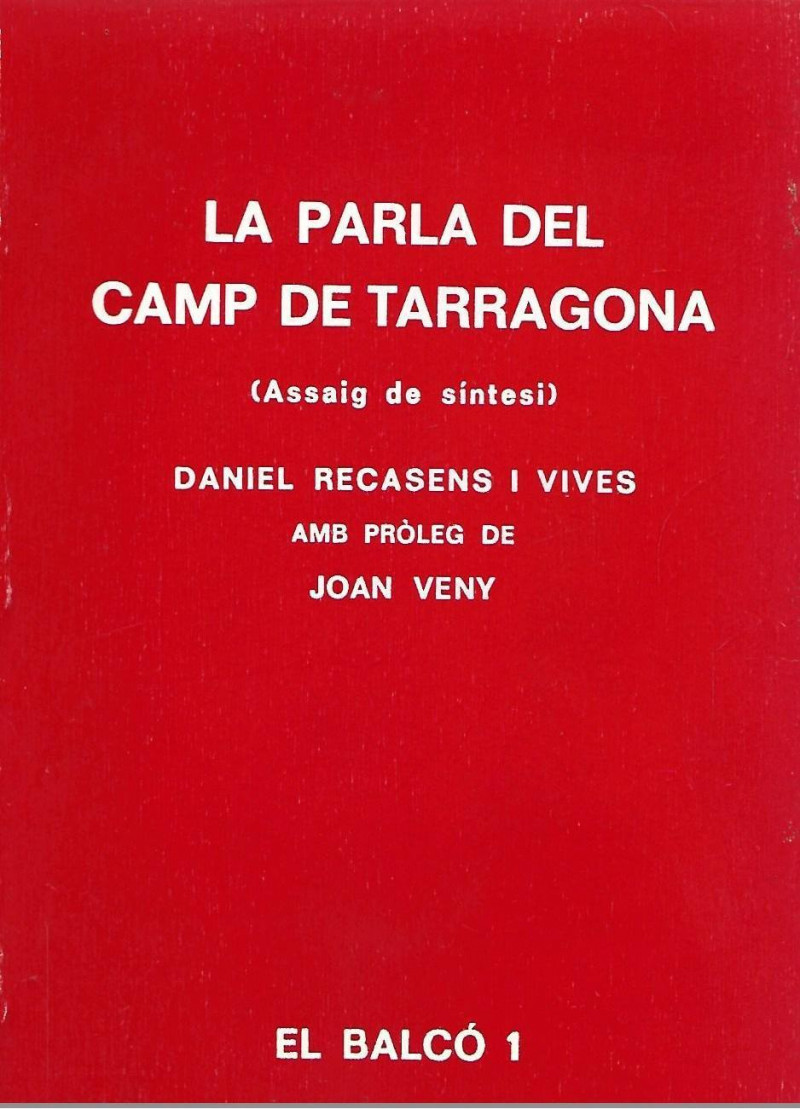 LA PARLA DEL
CAMP DE TARRAGONA
(Assaig de síntesi)
DANIEL RECASENS I VIVES
AMB PRÒLEG DE
JOAN VENY
EL BALCÓ 1